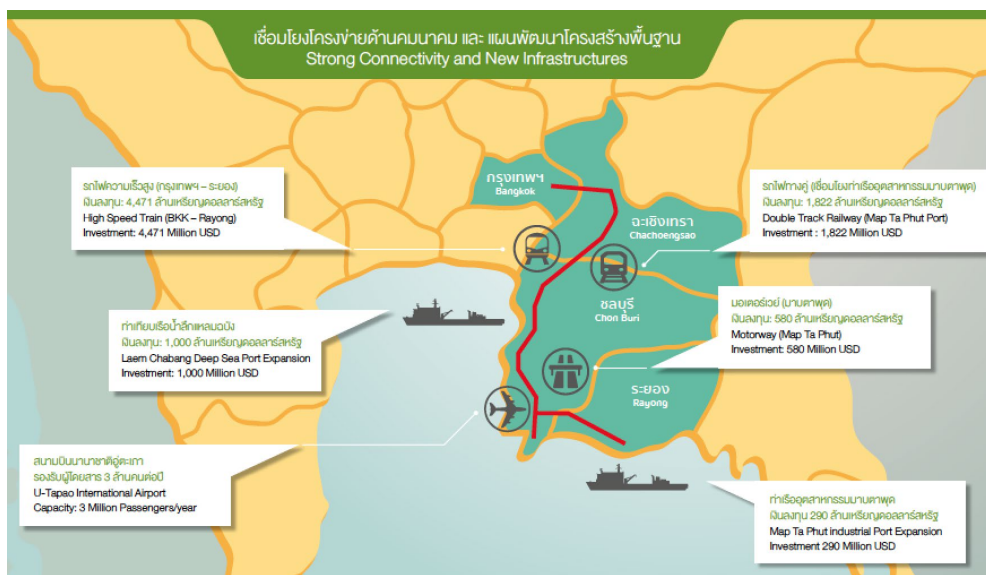 เชื่อมโยงโครงข่ายด้านคมนาคม และ แผนพัฒนาโครงสร้างพื้นฐาน
Strong Connectivity and New Infrastructures
กรุงเทพฯ
Bangkok
รถไฟความเร็วสูง (กรุงเทพฯ – ระยอง)
เงินลงทุน: 4,471 ล้านเหรียญดอลลาร์สหรัฐ
High Speed Train (BKK – Rayong)
Investment: 4,471 Million USD
รถไฟทางคู่ (เชื่อมโยงท่าเรืออุตสาหกรรมมาบตาพุด)
เงินลงทุน: 1,822 ล้านเหรียญดอลลาร์สหรัฐ
Double Track Railway (Map Ta Phut Port)
Investment : 1,822 Million USD
ฉะเชิงเทรา
Chachoengsao
ชลบุรี
Chon Buri
มอเตอร์เวย์ (มาบตาพุด)
เงินลงทุน: 580 ล้านเหรียญดอลลาร์สหรัฐ
Motorway (Map Ta Phut)
Investment: 580 Million USD
ท่าเทียบเรือน้ำลึกแหลมฉบัง
เงินลงทุน: 1,000 ล้านเหรียญดอลลาร์สหรัฐ
Laem Chabang Deep Sea Port Expansion
Investment: 1,000 Million USD
ระยอง
Rayong
สนามบินนานาชาติอู่ตะเภา
รองรับผู้โดยสาร 3 ล้านคนต่อปี
U-Tapao International Airport
Capacity: 3 Million Passengers/year
ท่าเรืออุตสาหกรรมมาบตาพุด
เงินลงทุน 290 ล้านเหรียญดอลลาร์สหรัฐ
Map Ta Phut industrial Port Expansion
Investment 290 Million USD